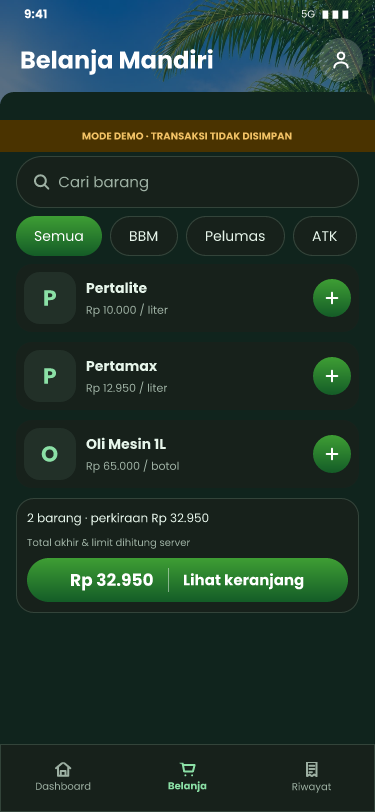 9:41
5G
Belanja Mandiri
MODE DEMO · TRANSAKSI TIDAK DISIMPAN
Cari barang
Semua
BBM
Pelumas
ATK
P
Pertalite
Rp 10.000 / liter
P
Pertamax
Rp 12.950 / liter
O
Oli Mesin 1L
Rp 65.000 / botol
2 barang · perkiraan Rp 32.950
Total akhir & limit dihitung server
Rp 32.950
Lihat keranjang
Dashboard
Belanja
Riwayat